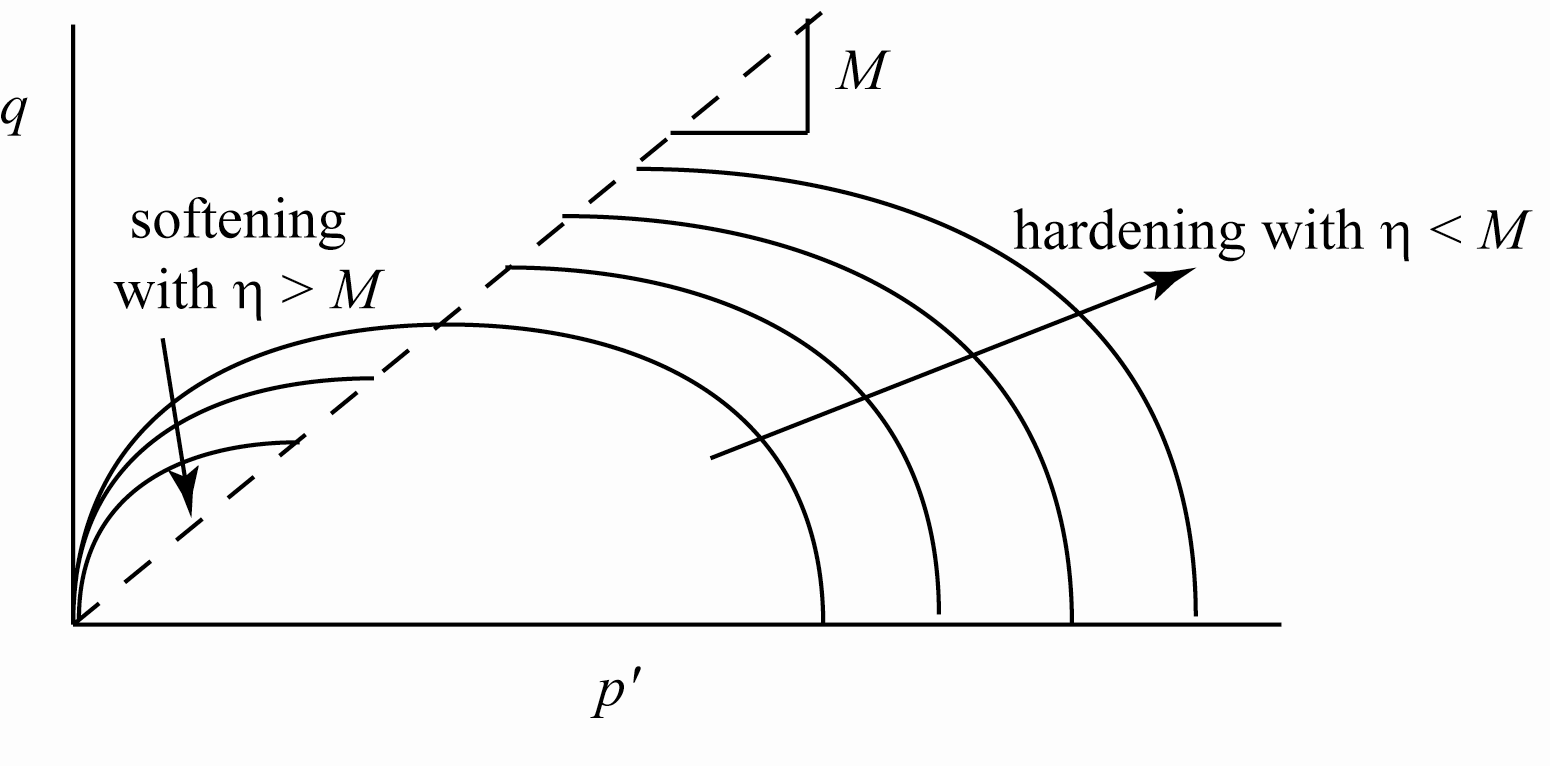 M
q
softening
with η > M
hardening with η < M
p′